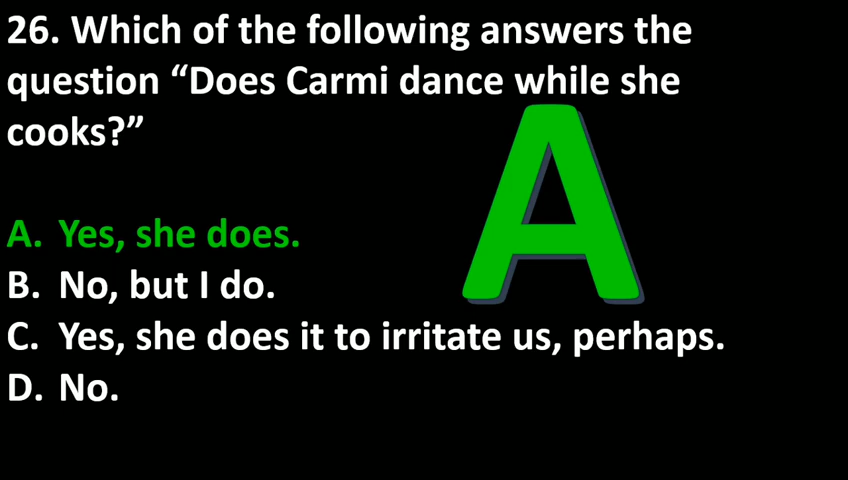 26. Which of the following answers the
question “Does Carmi dance while she
cooks?”
A
A. Yes, she does.
B. No, but I do.
C. Yes, she does it to irritate us, perhaps.
D. No.